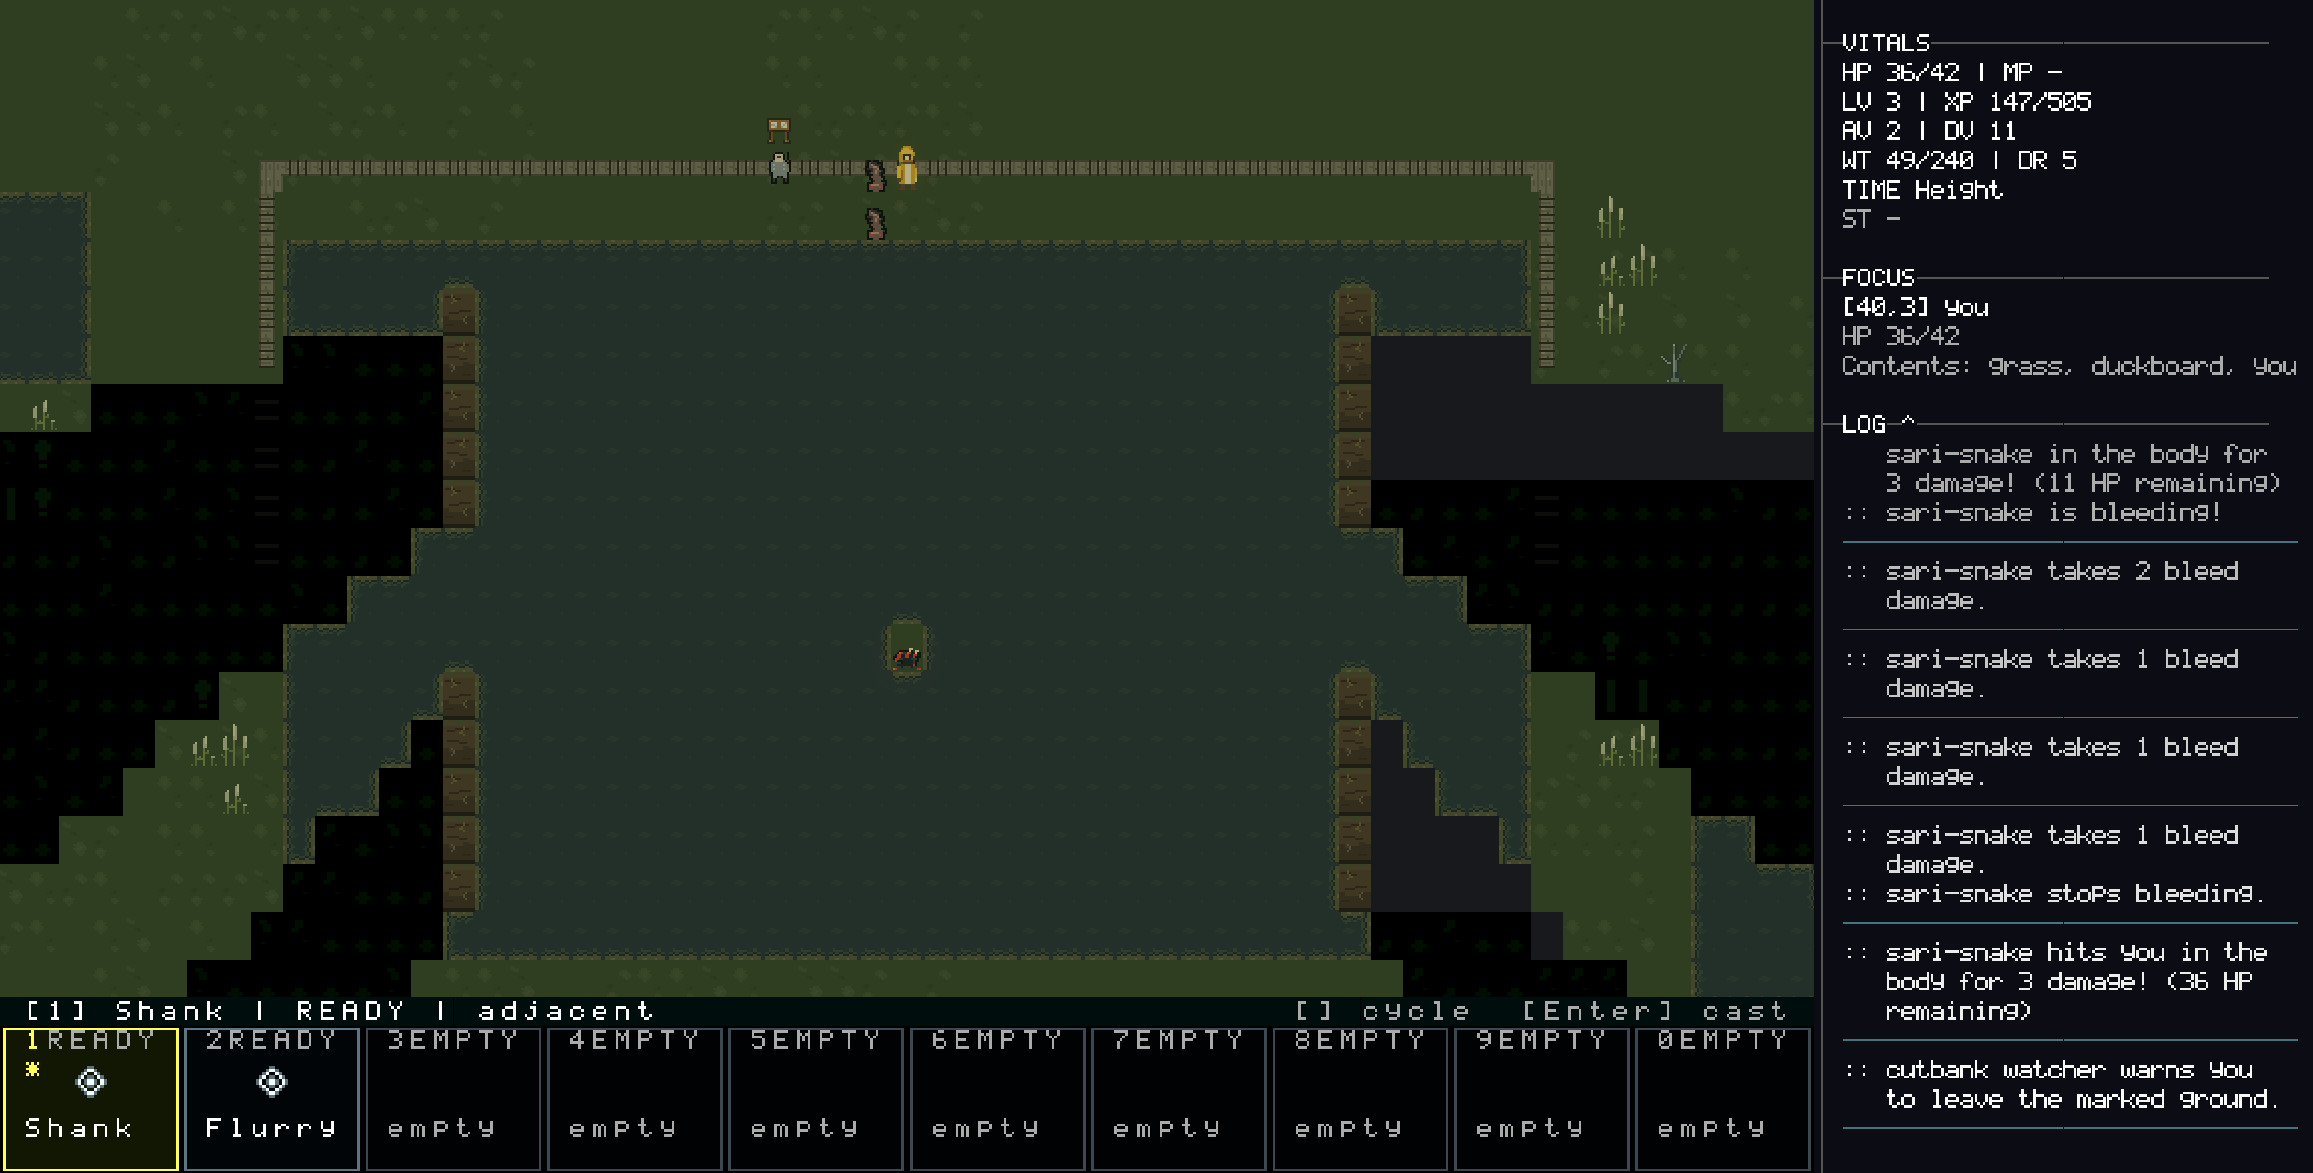 VITALS
HP 36/42 | MP -
LV 3 | XP 147/505
AV 2 | DV 11
WT 49/240 | DR 5
TIME Height
ST -
FOCUS
[40,3] You
HP 36/42
Contents: grass, duckboard, You
LOG ^
sari-snake in the body for
3 damage! (11 HP remaining)
:: sari-snake is bleeding!
:: sari-snake takes 2 bleed
damage.
:: sari-snake takes 1 bleed
damage.
:: sari-snake takes 1 bleed
damage.
:: sari-snake takes 1 bleed
damage.
:: sari-snake stops bleeding.
:: sari-snake hits you in the
body for 3 damage! (36 HP
remaining)
:: cutbank watcher warns you
to leave the marked ground.
[1] Shank | READY | adjacent [] cycle [Enter] cast
1READY 2READY 3EMPTY 4EMPTY 5EMPTY 6EMPTY 7EMPTY 8EMPTY 9EMPTY 0EMPTY
Shank Flurry empty empty empty empty empty empty empty empty